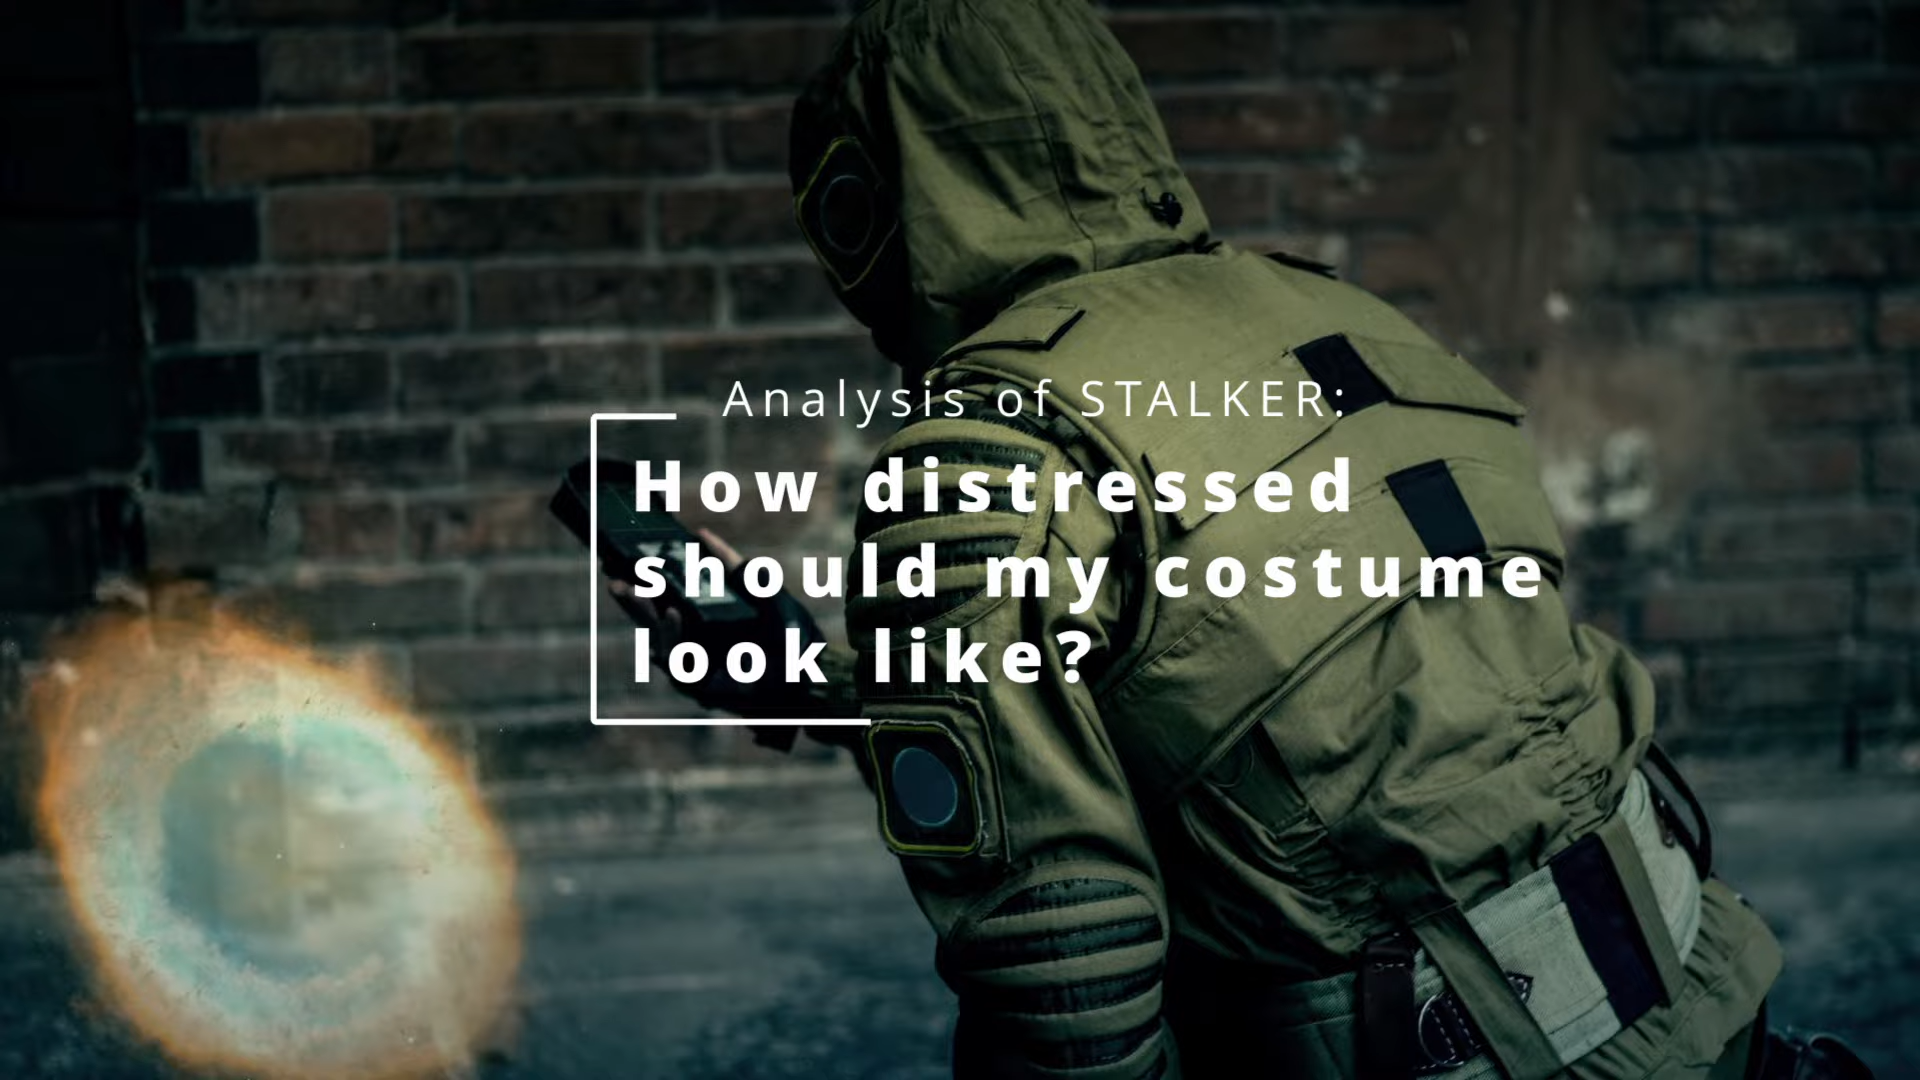 Analysis of STALKER:
How distressed
should my costume
look like?